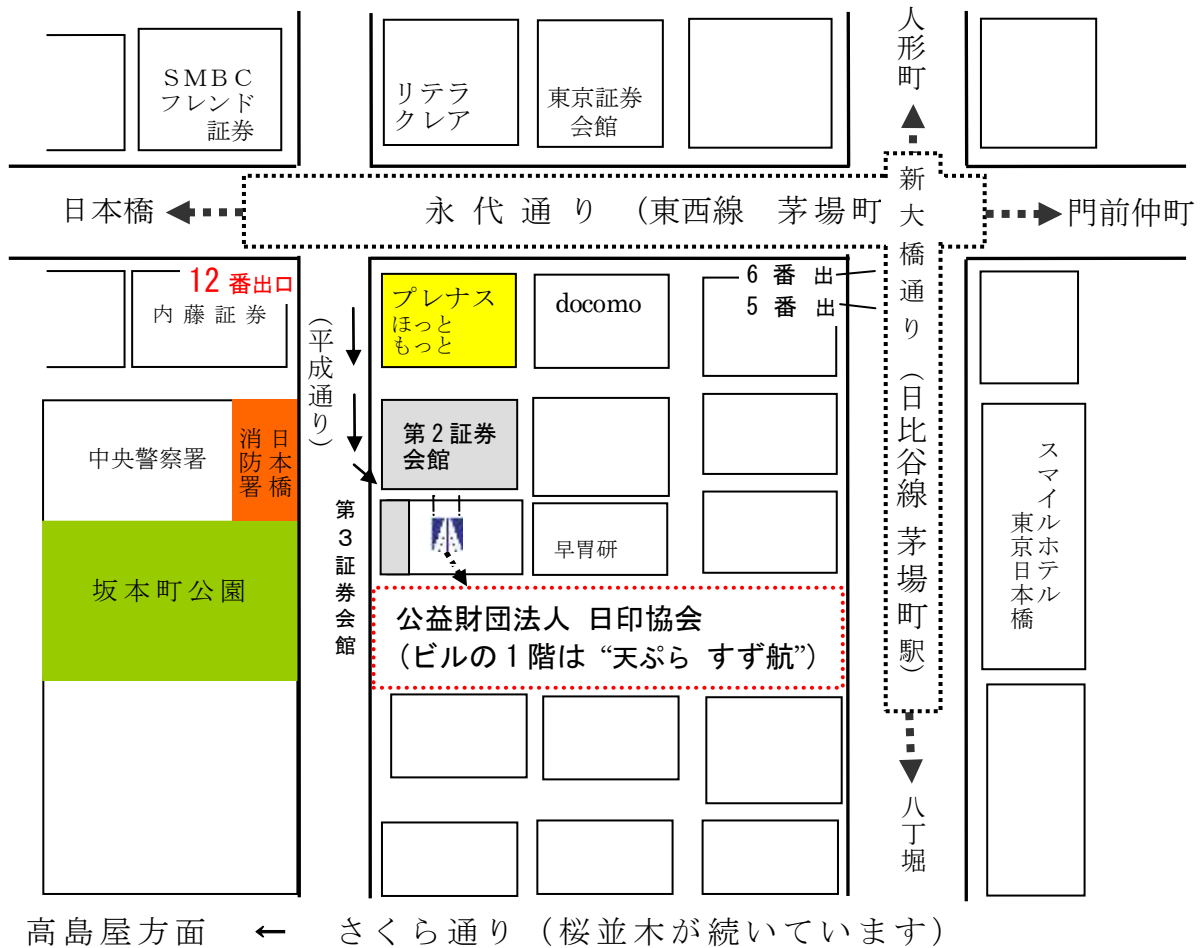 SMBC
フレンド
証券
リテラ
クレア
東京証券
会館
人形町
日本橋
永代通り (東西線 茅場町
門前仲町
新大橋通り (日比谷線 茅場町駅)
12 番出口
内藤証券
(平成通り)
プレナス
ほっと
もっと
docomo
6 番 出
5 番 出
中央警察署
日本橋
消防署
第2証券
会館
第3証券会館
早胃研
坂本町公園
スマイルホテル
東京日本橋
公益財団法人 日印協会
(ビルの1階は “天ぷら すず航”)
八丁堀
高島屋方面 ← さくら通り (桜並木が続いています)